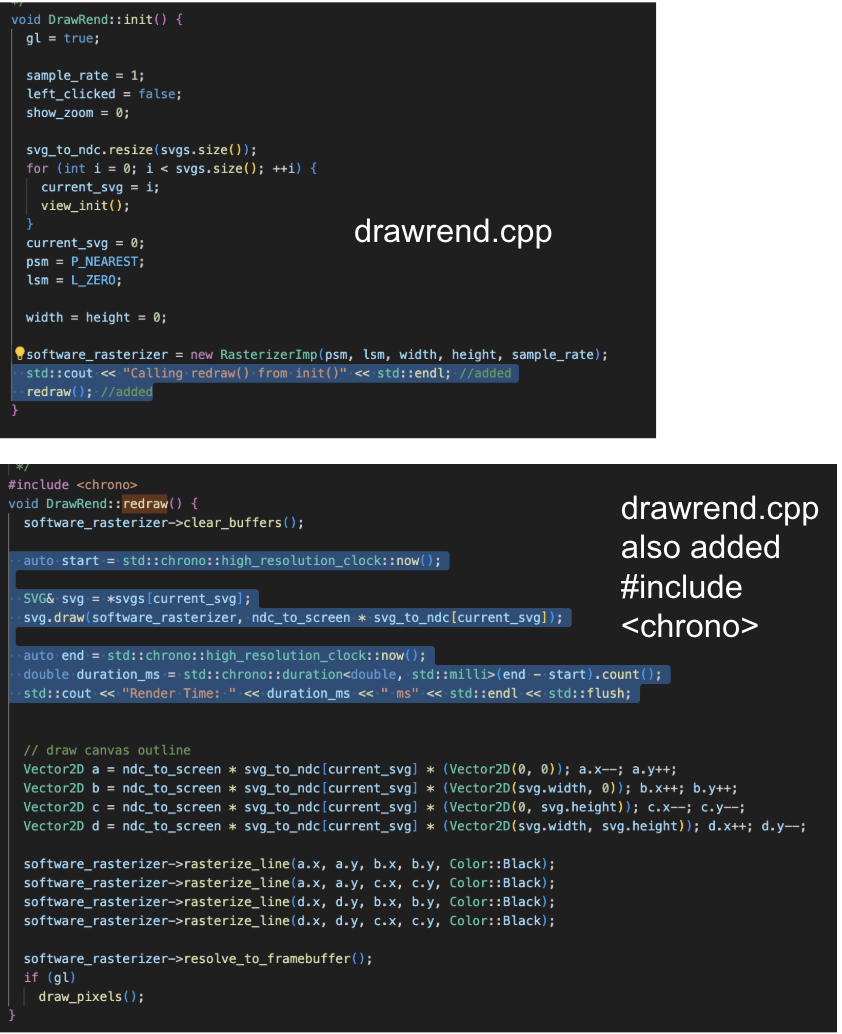 */
void DrawRend::init() {
  gl = true;

  sample_rate = 1;
  left_clicked = false;
  show_zoom = 0;

  svg_to_ndc.resize(svgs.size());
  for (int i = 0; i < svgs.size(); ++i) {
    current_svg = i;
    view_init();
  }
  current_svg = 0;
  psm = P_NEAREST;
  lsm = L_ZERO;

  width = height = 0;

  software_rasterizer = new RasterizerImp(psm, lsm, width, height, sample_rate);
  std::cout << "Calling redraw() from init()" << std::endl; //added
  redraw(); //added
}
drawrend.cpp
*/
#include <chrono>
void DrawRend::redraw() {
  software_rasterizer->clear_buffers();

  auto start = std::chrono::high_resolution_clock::now();

  SVG& svg = *svgs[current_svg];
  svg.draw(software_rasterizer, ndc_to_screen * svg_to_ndc[current_svg]);

  auto end = std::chrono::high_resolution_clock::now();
  double duration_ms = std::chrono::duration<double, std::milli>(end - start).count();
  std::cout << "Render Time: " << duration_ms << " ms" << std::endl << std::flush;

  // draw canvas outline
  Vector2D a = ndc_to_screen * svg_to_ndc[current_svg] * (Vector2D(0, 0)); a.x--; a.y++;
  Vector2D b = ndc_to_screen * svg_to_ndc[current_svg] * (Vector2D(svg.width, 0)); b.x++; b.y++;
  Vector2D c = ndc_to_screen * svg_to_ndc[current_svg] * (Vector2D(0, svg.height)); c.x--; c.y--;
  Vector2D d = ndc_to_screen * svg_to_ndc[current_svg] * (Vector2D(svg.width, svg.height)); d.x++; d.y--;

  software_rasterizer->rasterize_line(a.x, a.y, b.x, b.y, Color::Black);
  software_rasterizer->rasterize_line(a.x, a.y, c.x, c.y, Color::Black);
  software_rasterizer->rasterize_line(d.x, d.y, b.x, b.y, Color::Black);
  software_rasterizer->rasterize_line(d.x, d.y, c.x, c.y, Color::Black);

  software_rasterizer->resolve_to_framebuffer();
  if (gl)
    draw_pixels();
}
drawrend.cpp
also added
#include
<chrono>